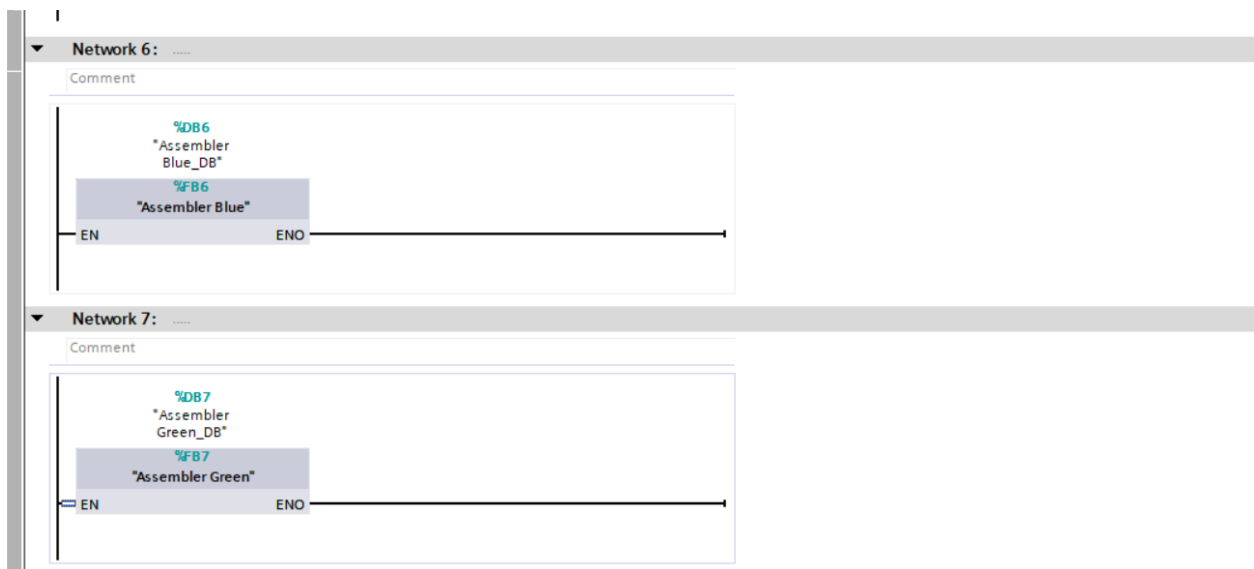 Network 6: .....
Comment
%DB6
"Assembler
Blue_DB"
%FB6
"Assembler Blue"
EN ENO
Network 7: .....
Comment
%DB7
"Assembler
Green_DB"
%FB7
"Assembler Green"
EN ENO